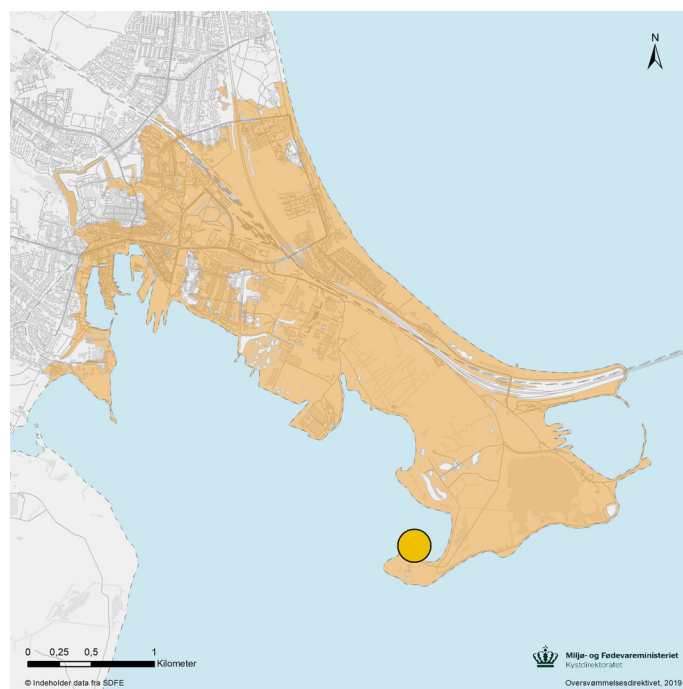 N
0 0,25 0,5 1
Kilometer
© Indeholder data fra SDFE
Miljø- og Fødevareministeriet
Kystdirektoratet
Oversvømmelsesdirektivet, 2019